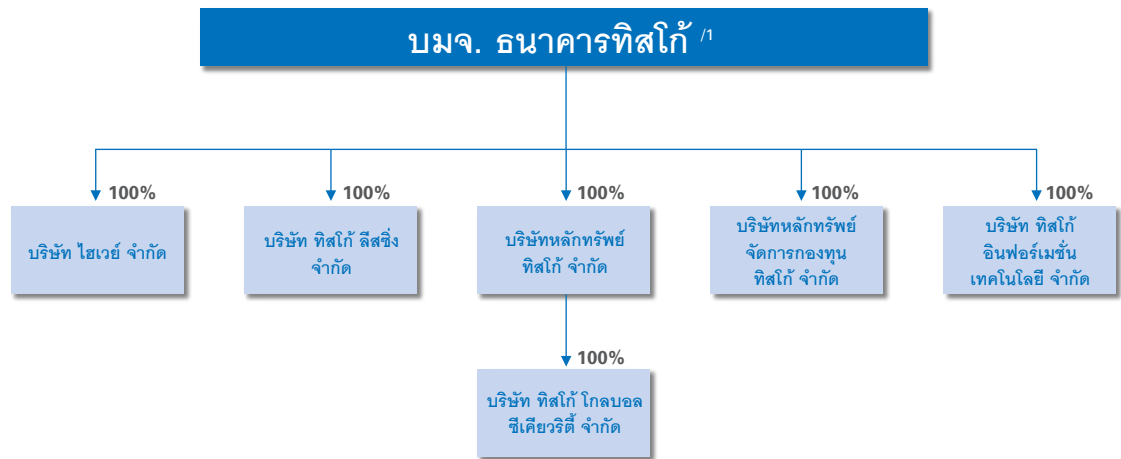 บมจ. ธนาคารทิสโก้ /1
100%
100%
100%
100%
100%
บริษัท ไฮเวย์ จำกัด
บริษัท ทิสโก้ ลีสซิ่ง
จำกัด
บริษัทหลักทรัพย์
ทิสโก้ จำกัด
บริษัทหลักทรัพย์
จัดการกองทุน
ทิสโก้ จำกัด
บริษัท ทิสโก้
อินฟอร์เมชั่น
เทคโนโลยี จำกัด
100%
บริษัท ทิสโก้ โกลบอล
ซีเคียวริตี้ จำกัด